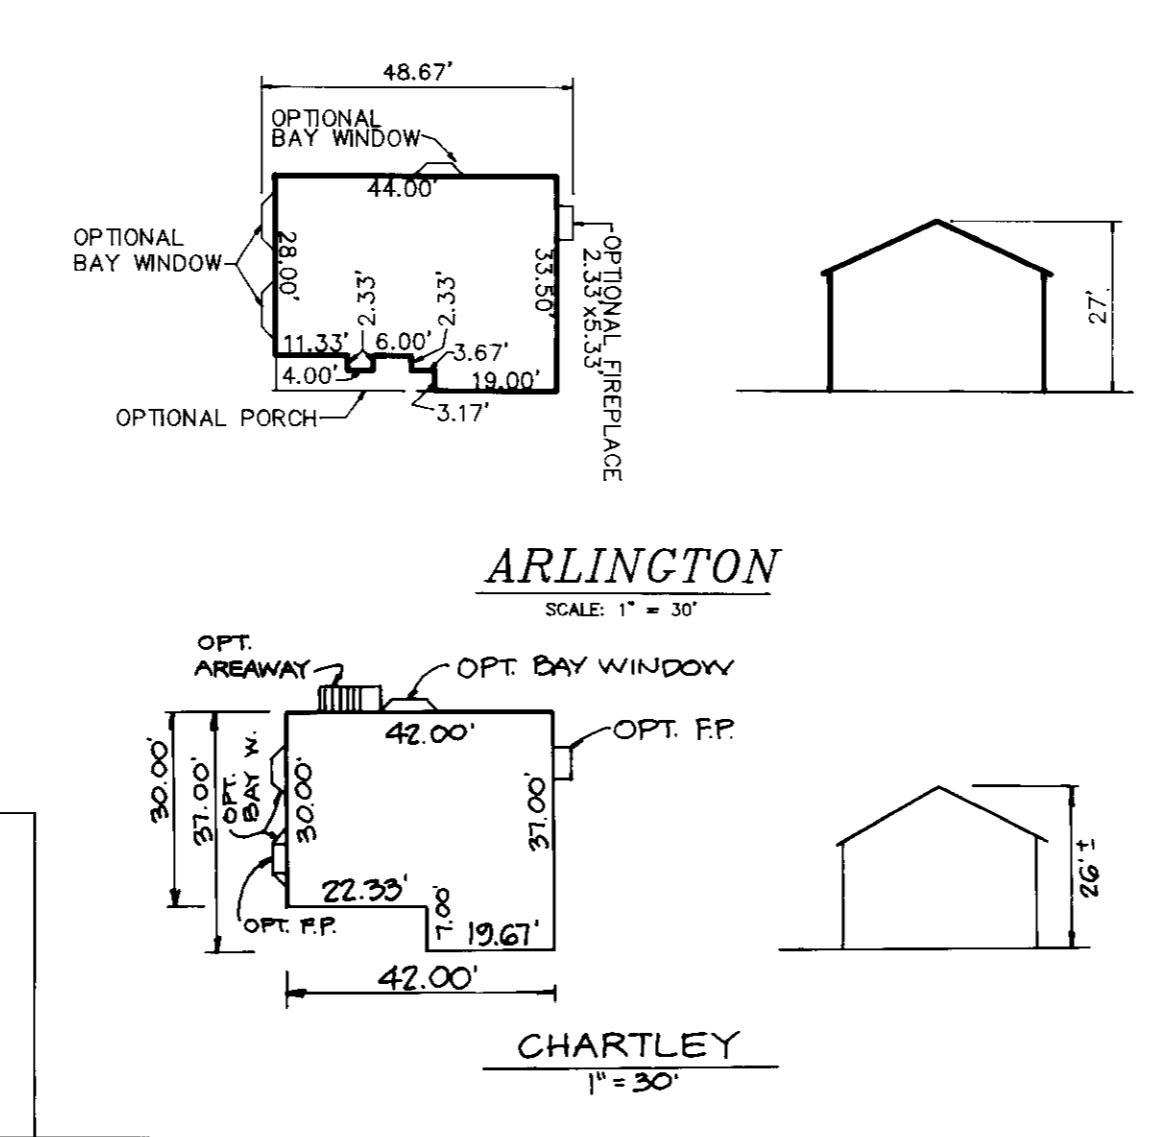 48.67'
OPTIONAL
BAY WINDOW
44.00'
OPTIONAL
BAY WINDOW
28.00'
33.50'
OPTIONAL FIREPLACE
2.33'x5.33'
2.33'
2.33'
11.33'
6.00'
3.67'
4.00'
19.00'
3.17'
OPTIONAL PORCH
27'.
ARLINGTON
SCALE: 1" = 30'
OPT.
AREAWAY
OPT. BAY WINDOW
42.00'
OPT. F.P.
30.00'
37.00'
OPT.
BAY W.
30.00'
37.00'
22.33'
7.00'
19.67'
OPT. F.P.
42.00'
26' ±
CHARTLEY
1" = 30'